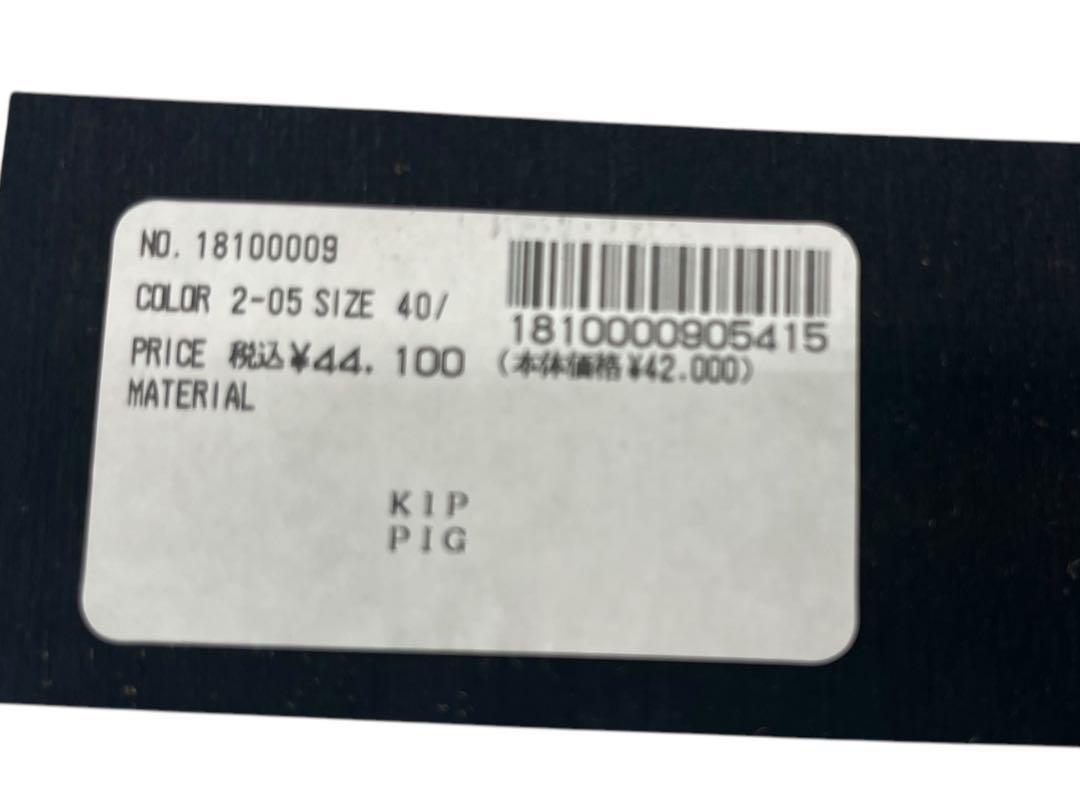 NO. 18100009
COLOR 2-05 SIZE 40/
PRICE 税込¥44,100 (本体価格¥42,000)
MATERIAL
1810000905415
KIP
PIG